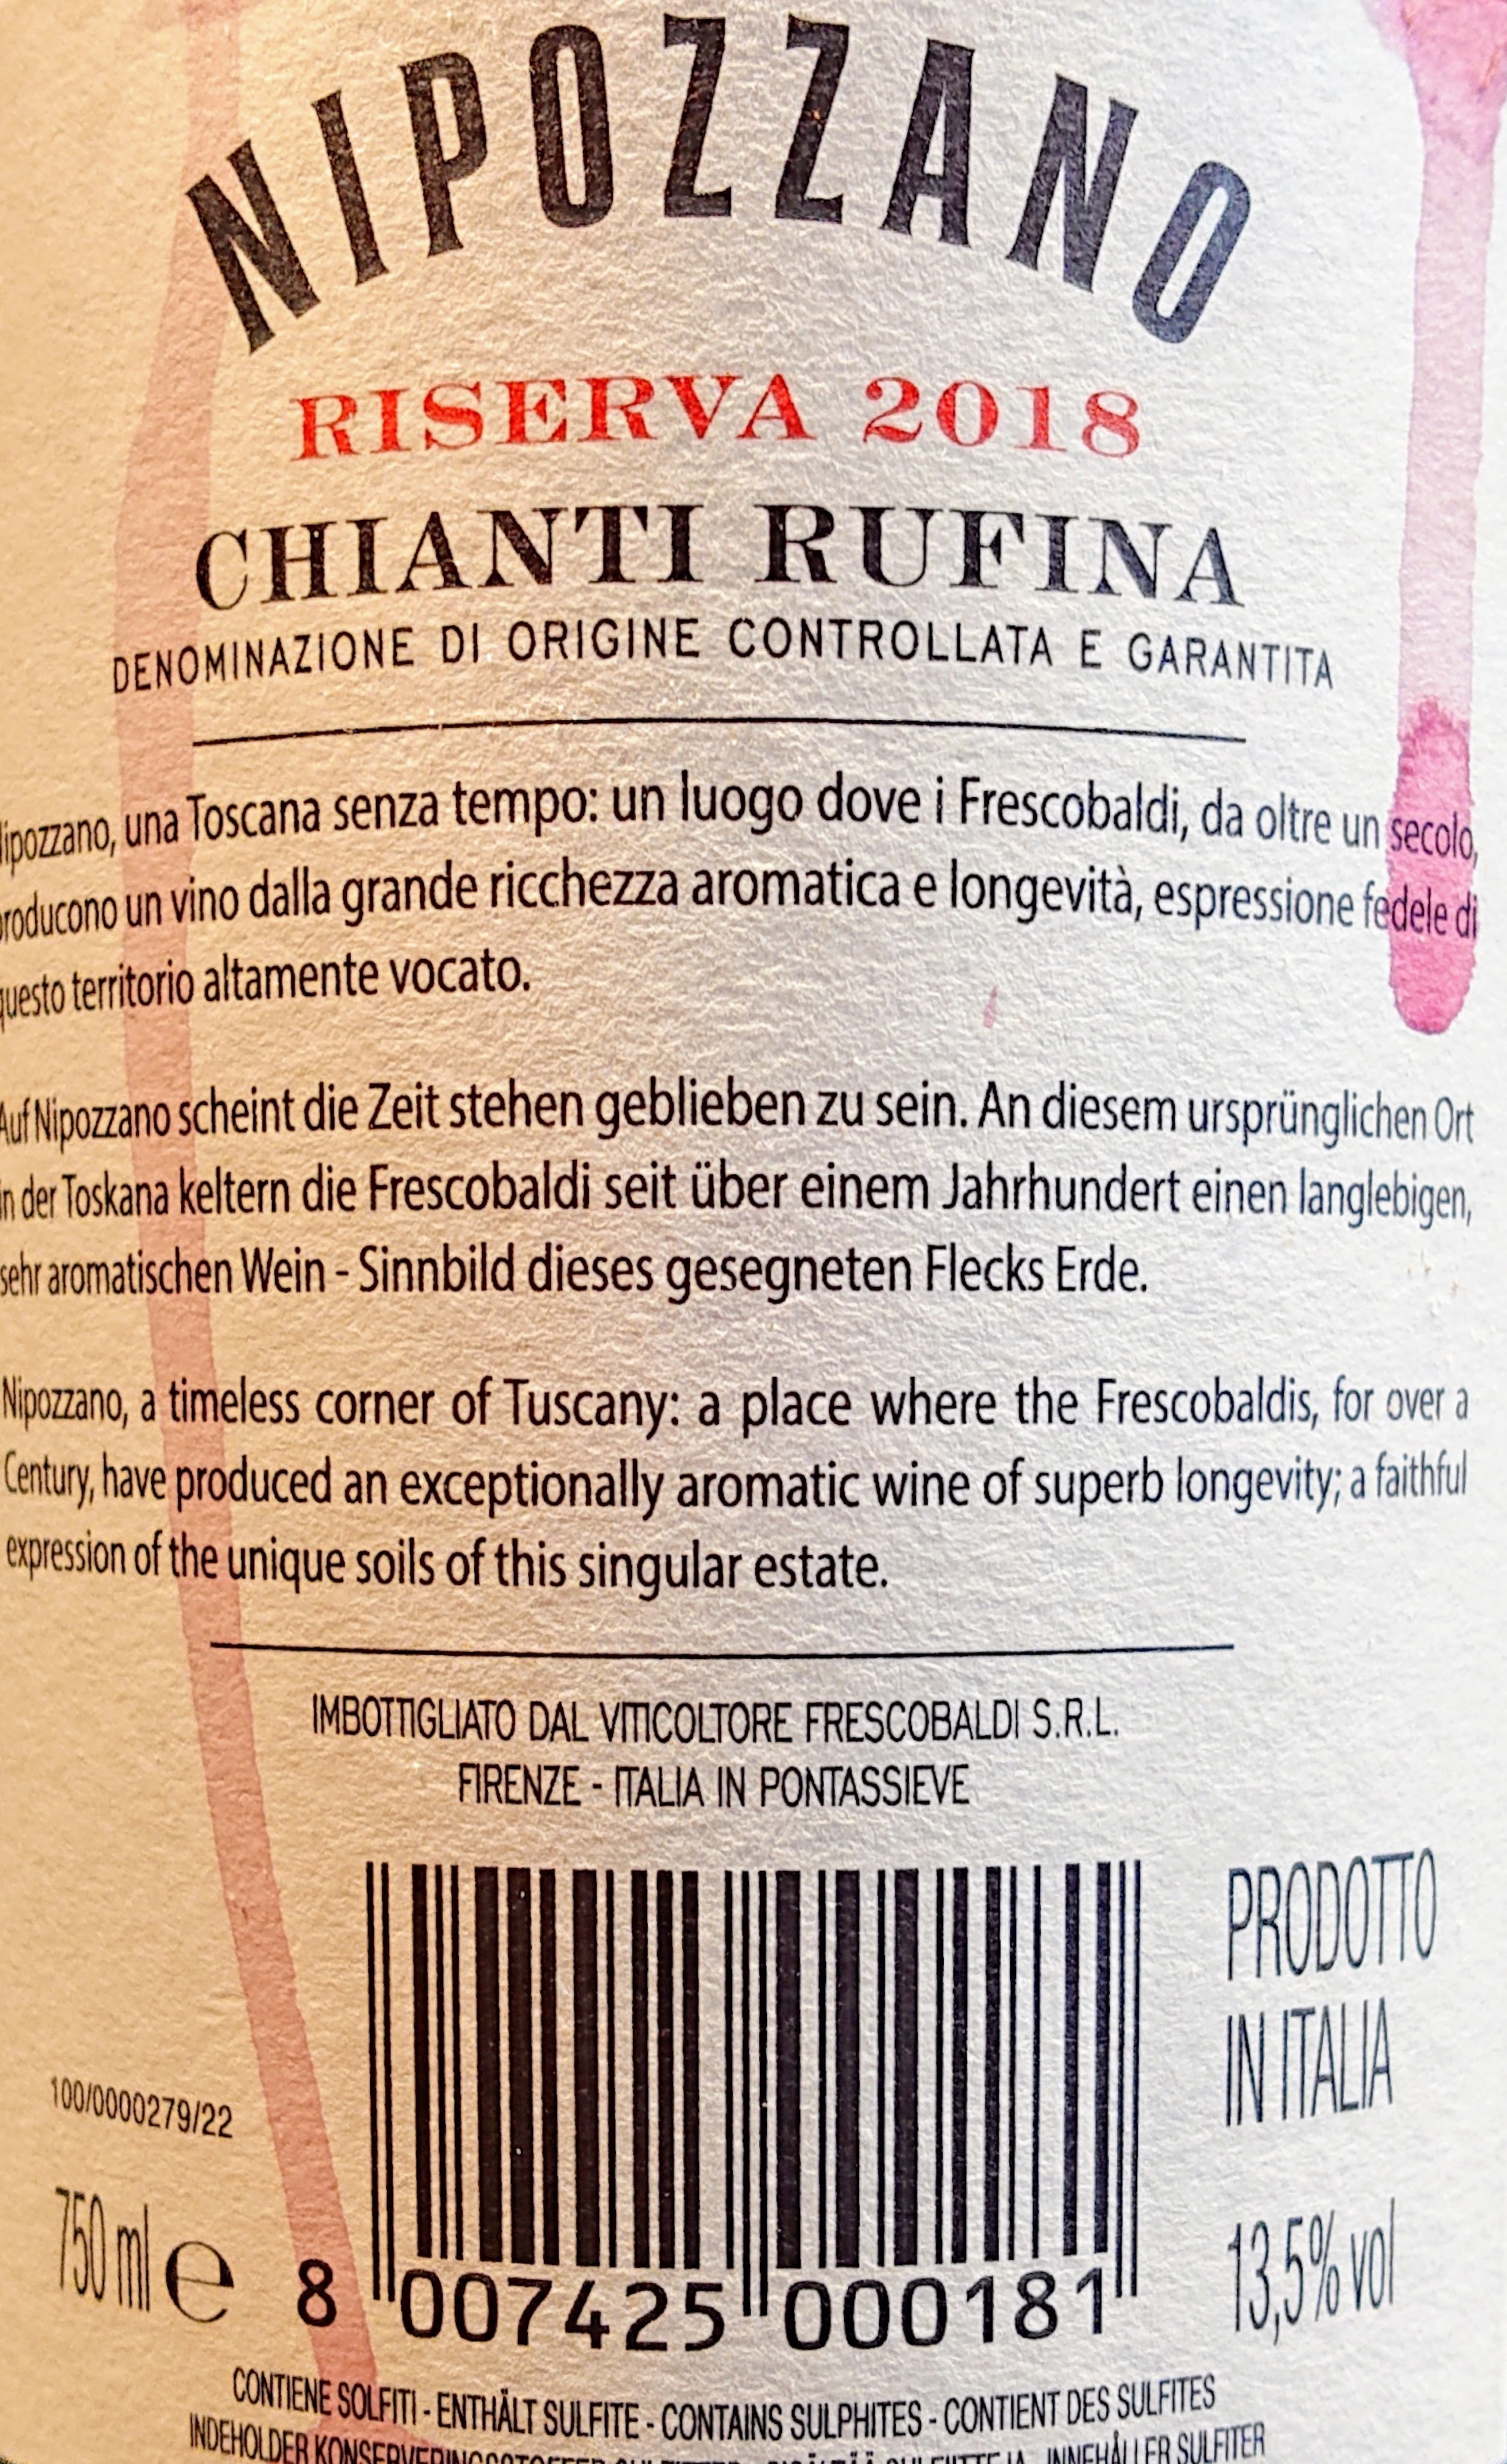 NIPOZZANO
RISERVA 2018
CHIANTI RUFINA
DENOMINAZIONE DI ORIGINE CONTROLLATA E GARANTITA
Nipozzano, una Toscana senza tempo: un luogo dove i Frescobaldi, da oltre un secolo,
producono un vino dalla grande ricchezza aromatica e longevità, espressione fedele di
questo territorio altamente vocato.
Auf Nipozzano scheint die Zeit stehen geblieben zu sein. An diesem ursprünglichen Ort
in der Toskana keltern die Frescobaldi seit über einem Jahrhundert einen langlebigen,
sehr aromatischen Wein - Sinnbild dieses gesegneten Flecks Erde.
Nipozzano, a timeless corner of Tuscany: a place where the Frescobaldis, for over a
Century, have produced an exceptionally aromatic wine of superb longevity; a faithful
expression of the unique soils of this singular estate.
IMBOTTIGLIATO DAL VITICOLTORE FRESCOBALDI S.R.L.
FIRENZE - ITALIA IN PONTASSIEVE
PRODOTTO
IN ITALIA
100/0000279/22
750 ml e
13,5% vol
8 007425 000181
CONTIENE SOLFITI - ENTHÄLT SULFITE - CONTAINS SULPHITES - CONTIENT DES SULFITES
INDEHOLDER INNEHÅLLER SULFITER